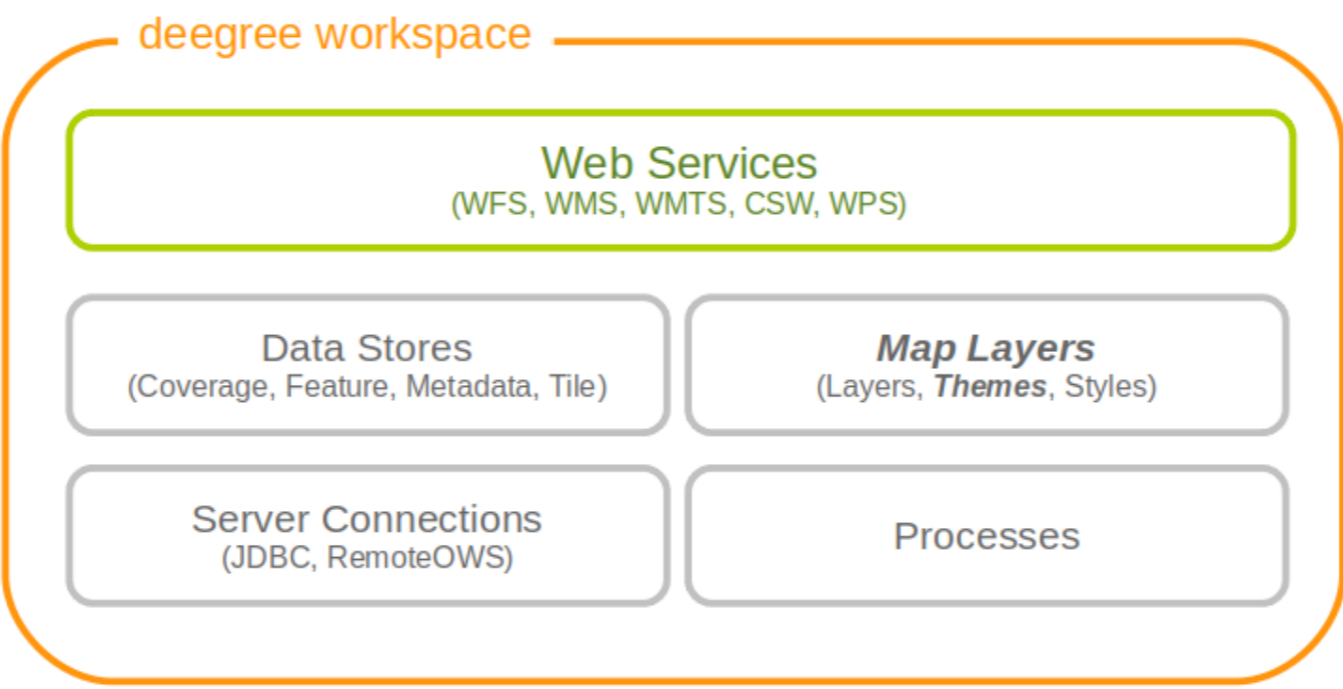 deegree workspace
Web Services
(WFS, WMS, WMTS, CSW, WPS)
Data Stores
(Coverage, Feature, Metadata, Tile)
Map Layers
(Layers, Themes, Styles)
Server Connections
(JDBC, RemoteOWS)
Processes